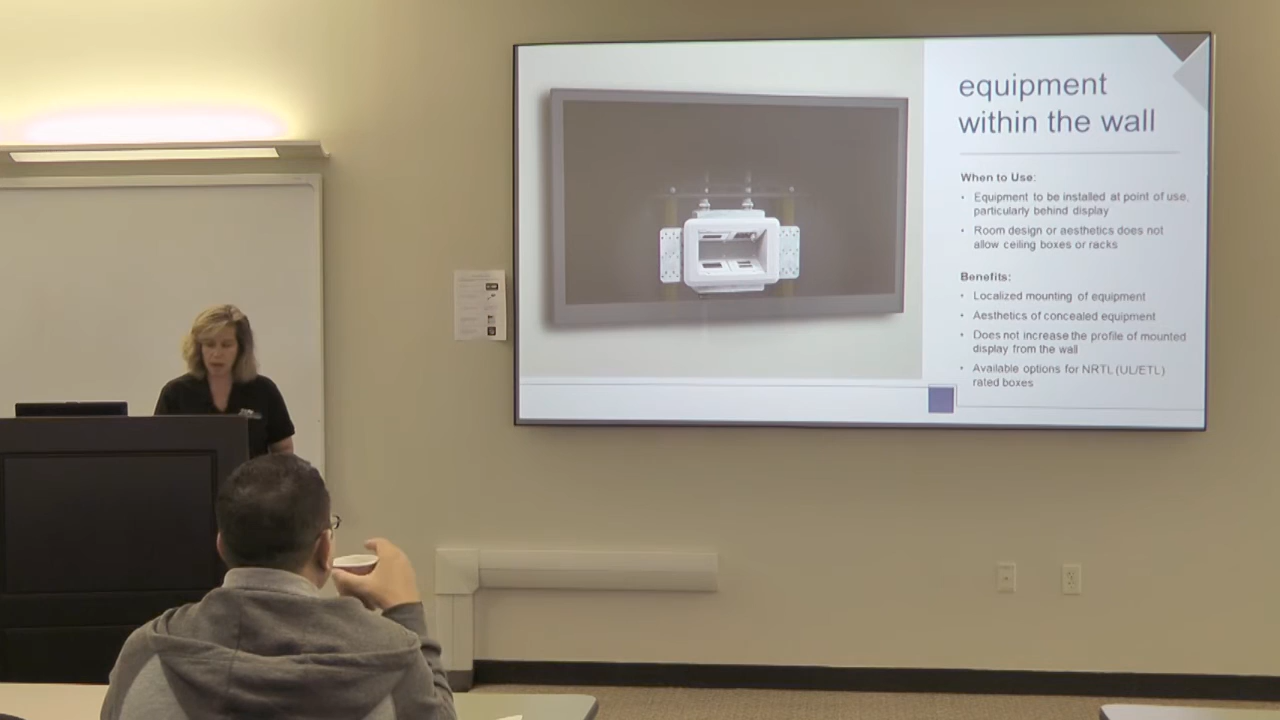 equipment
within the wall
When to Use:
• Equipment to be installed at point of use,
particularly behind display
• Room design or aesthetics does not
allow ceiling boxes or racks
Benefits:
• Localized mounting of equipment
• Aesthetics of concealed equipment
• Does not increase the profile of mounted
display from the wall
• Available options for NRTL (UL/ETL)
rated boxes